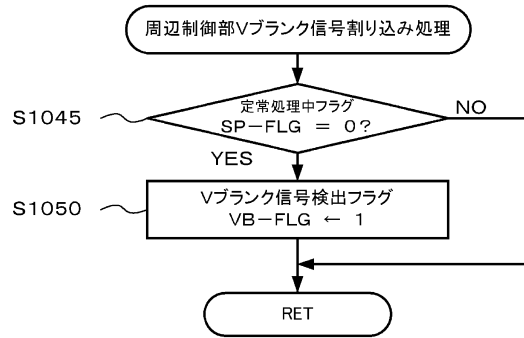 周辺制御部Vブランク信号割り込み処理
定常処理中フラグ
S1045
SP−FLG = 0?
NO
YES
Vブランク信号検出フラグ
S1050
VB−FLG ← 1
RET